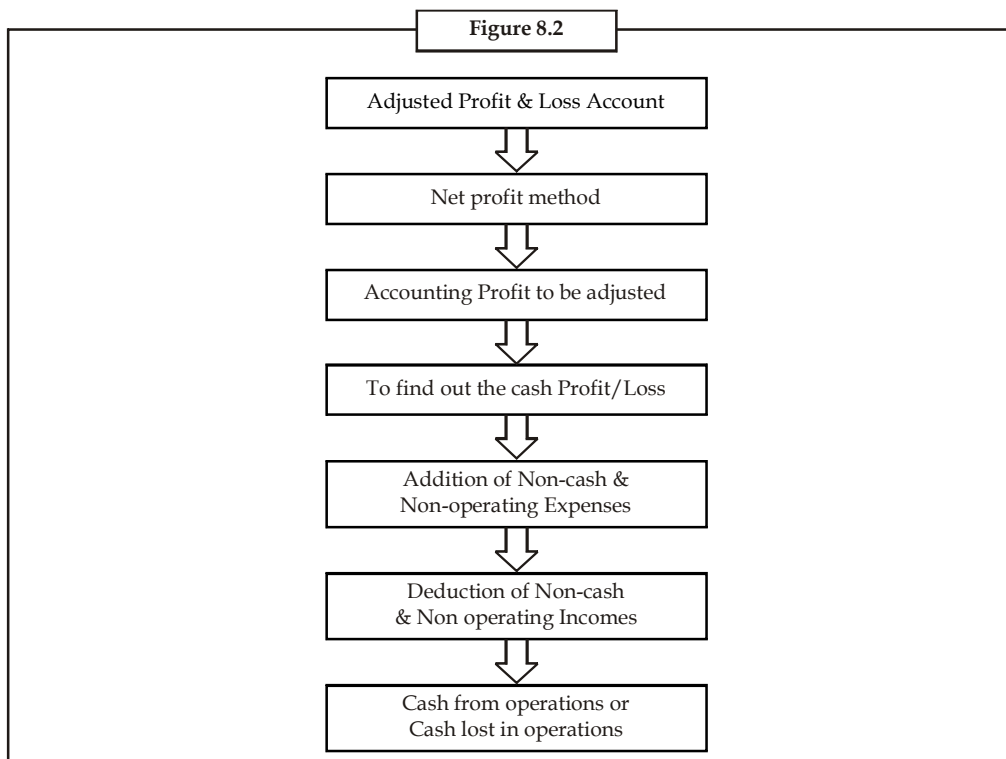 Figure 8.2
Adjusted Profit & Loss Account
Net profit method
Accounting Profit to be adjusted
To find out the cash Profit/Loss
Addition of Non-cash &
Non-operating Expenses
Deduction of Non-cash
& Non operating Incomes
Cash from operations or
Cash lost in operations